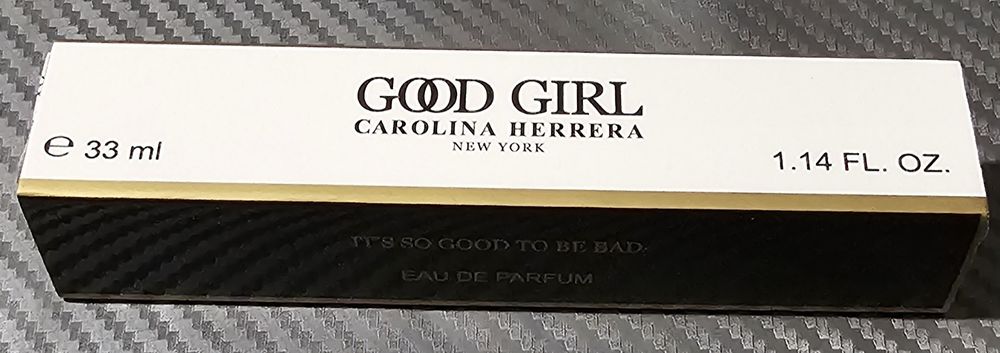 GOOD GIRL
CAROLINA HERRERA
NEW YORK
℮ 33 ml
1.14 FL. OZ.
IT'S SO GOOD TO BE BAD.
EAU DE PARFUM